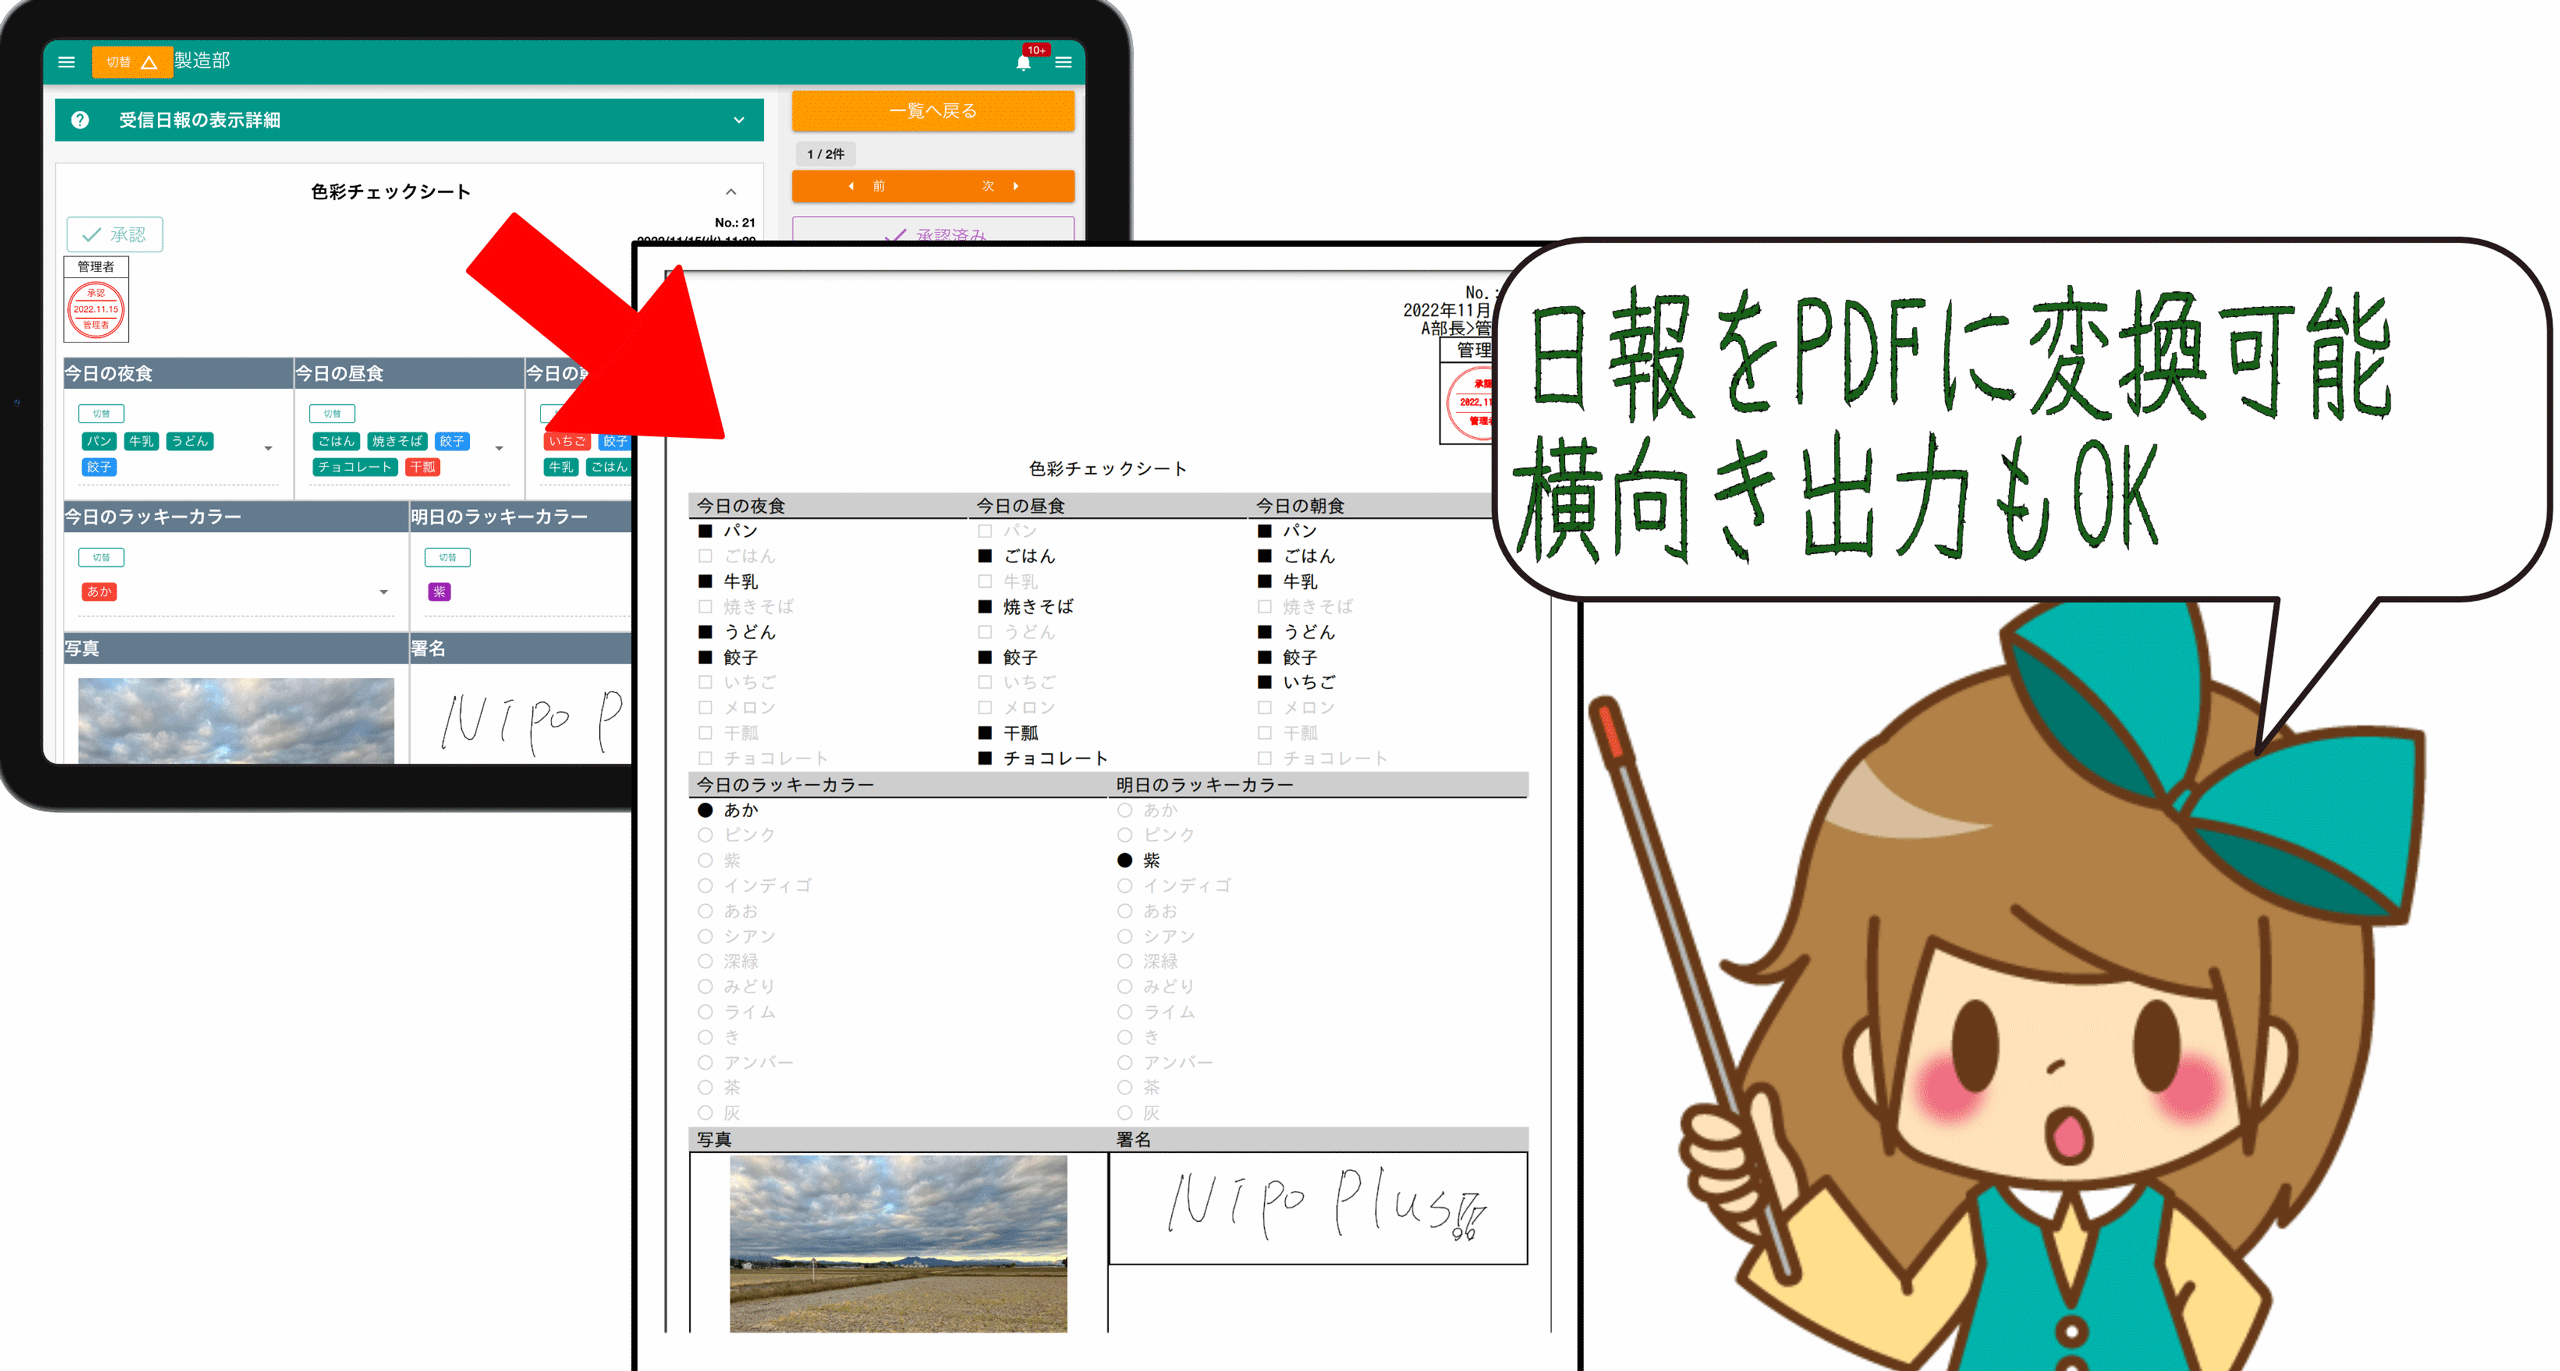 切替 製造部 10+
受信日報の表示詳細
一覧へ戻る
1 / 2件
前 次
色彩チェックシート
承認
No.: 21
承認済み
管理者
承認
2022.11.15
管理者
今日の夜食 今日の昼食 今日の
切替 切替
パン 牛乳 うどん ごはん 焼きそば 餃子 いちご 餃子
餃子 チョコレート 干瓢 牛乳 ごはん
今日のラッキーカラー 明日のラッキーカラー
切替 切替
あか 紫
写真 署名
Nipo P
No.:
2022年11月
A部長>管
管理
承認
2022.11
管理者
色彩チェックシート
今日の夜食 今日の昼食 今日の朝食
パン パン パン
ごはん ごはん ごはん
牛乳 牛乳 牛乳
焼きそば 焼きそば 焼きそば
うどん うどん うどん
餃子 餃子 餃子
いちご いちご いちご
メロン メロン メロン
干瓢 干瓢 干瓢
チョコレート チョコレート チョコレート
今日のラッキーカラー 明日のラッキーカラー
あか あか
ピンク ピンク
紫 紫
インディゴ インディゴ
あお あお
シアン シアン
深緑 深緑
みどり みどり
ライム ライム
き き
アンバー アンバー
茶 茶
灰 灰
写真 署名
Nipo Plus!!
日報をPDFに変換可能
横向き出力もOK